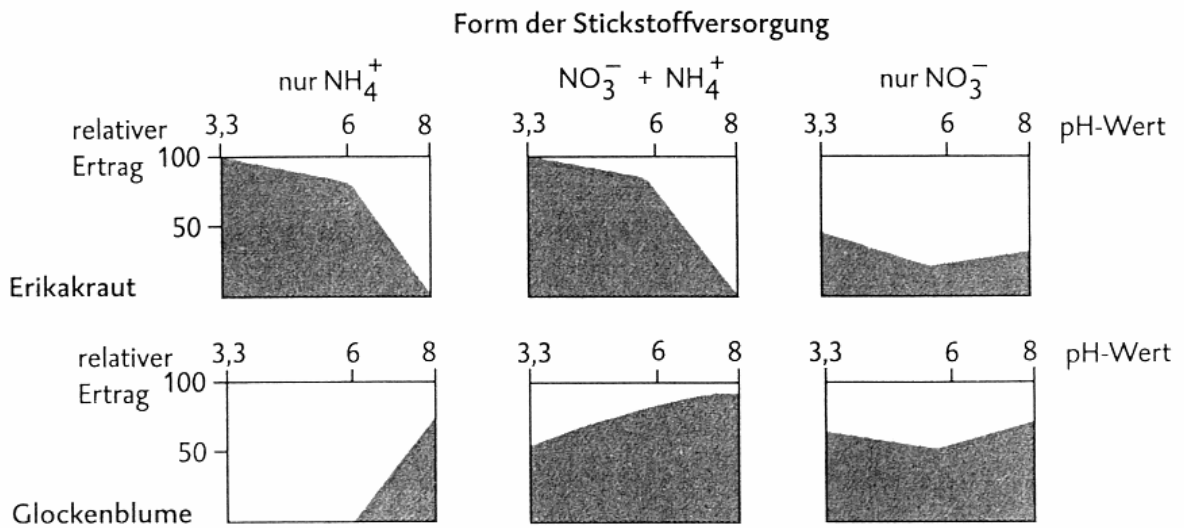 Form der Stickstoffversorgung
nur NH₄⁺ NO₃⁻ + NH₄⁺ nur NO₃⁻
relativer 3,3 6 8 3,3 6 8 3,3 6 8 pH-Wert
Ertrag 100
50
Erikakraut
relativer 3,3 6 8 3,3 6 8 3,3 6 8 pH-Wert
Ertrag 100
50
Glockenblume